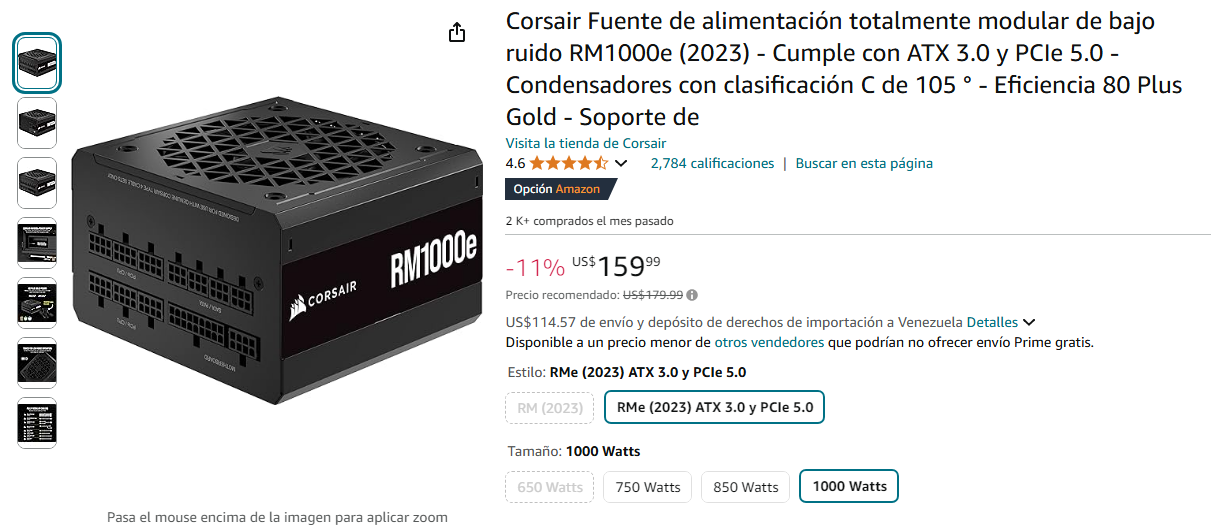 Corsair Fuente de alimentación totalmente modular de bajo
ruido RM1000e (2023) - Cumple con ATX 3.0 y PCIe 5.0 -
Condensadores con clasificación C de 105 ° - Eficiencia 80 Plus
Gold - Soporte de
Visita la tienda de Corsair
4.6
2,784 calificaciones | Buscar en esta página
Opción Amazon
2 K+ comprados el mes pasado
-11% US$15999
Precio recomendado: US$179.99
US$114.57 de envío y depósito de derechos de importación a Venezuela Detalles
Disponible a un precio menor de otros vendedores que podrían no ofrecer envío Prime gratis.
Estilo: RMe (2023) ATX 3.0 y PCIe 5.0
RM (2023)
RMe (2023) ATX 3.0 y PCIe 5.0
Tamaño: 1000 Watts
650 Watts
750 Watts
850 Watts
1000 Watts
CORSAIR
RM1000e
MOTHERBOARD
Pasa el mouse encima de la imagen para aplicar zoom